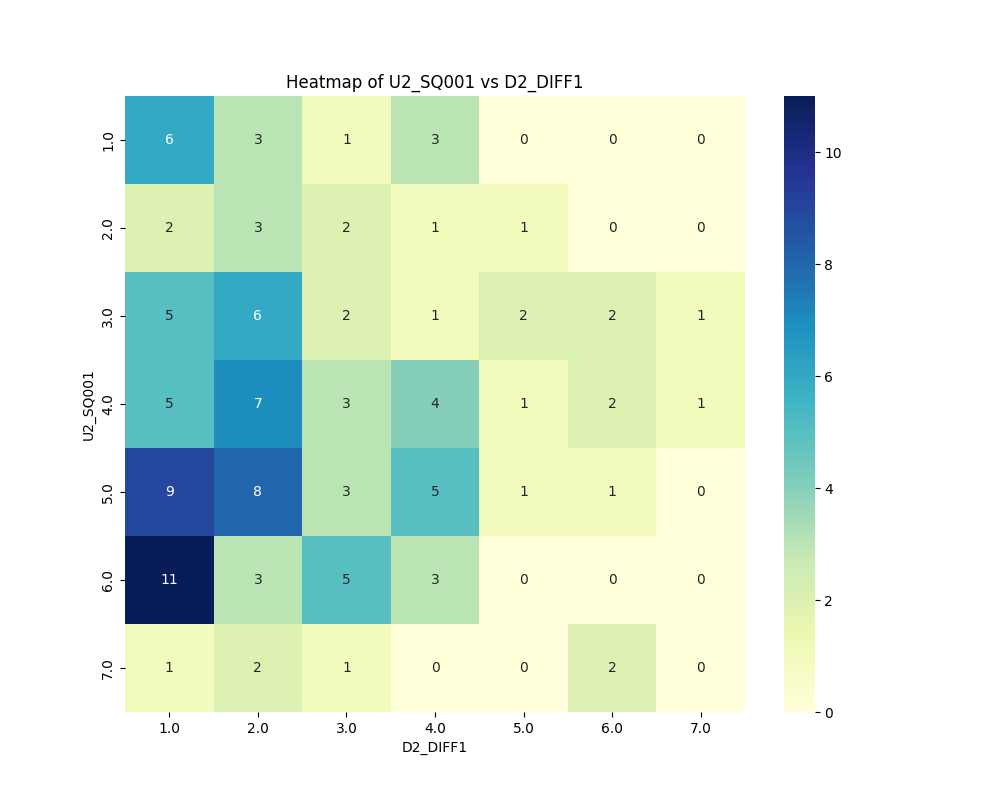 Heatmap of U2_SQ001 vs D2_DIFF1
1.0 6 3 1 3 0 0 0
2.0 2 3 2 1 1 0 0
3.0 5 6 2 1 2 2 1
4.0 5 7 3 4 1 2 1
5.0 9 8 3 5 1 1 0
6.0 11 3 5 3 0 0 0
7.0 1 2 1 0 0 2 0
1.0 2.0 3.0 4.0 5.0 6.0 7.0
D2_DIFF1
U2_SQ001
10
8
6
4
2
0